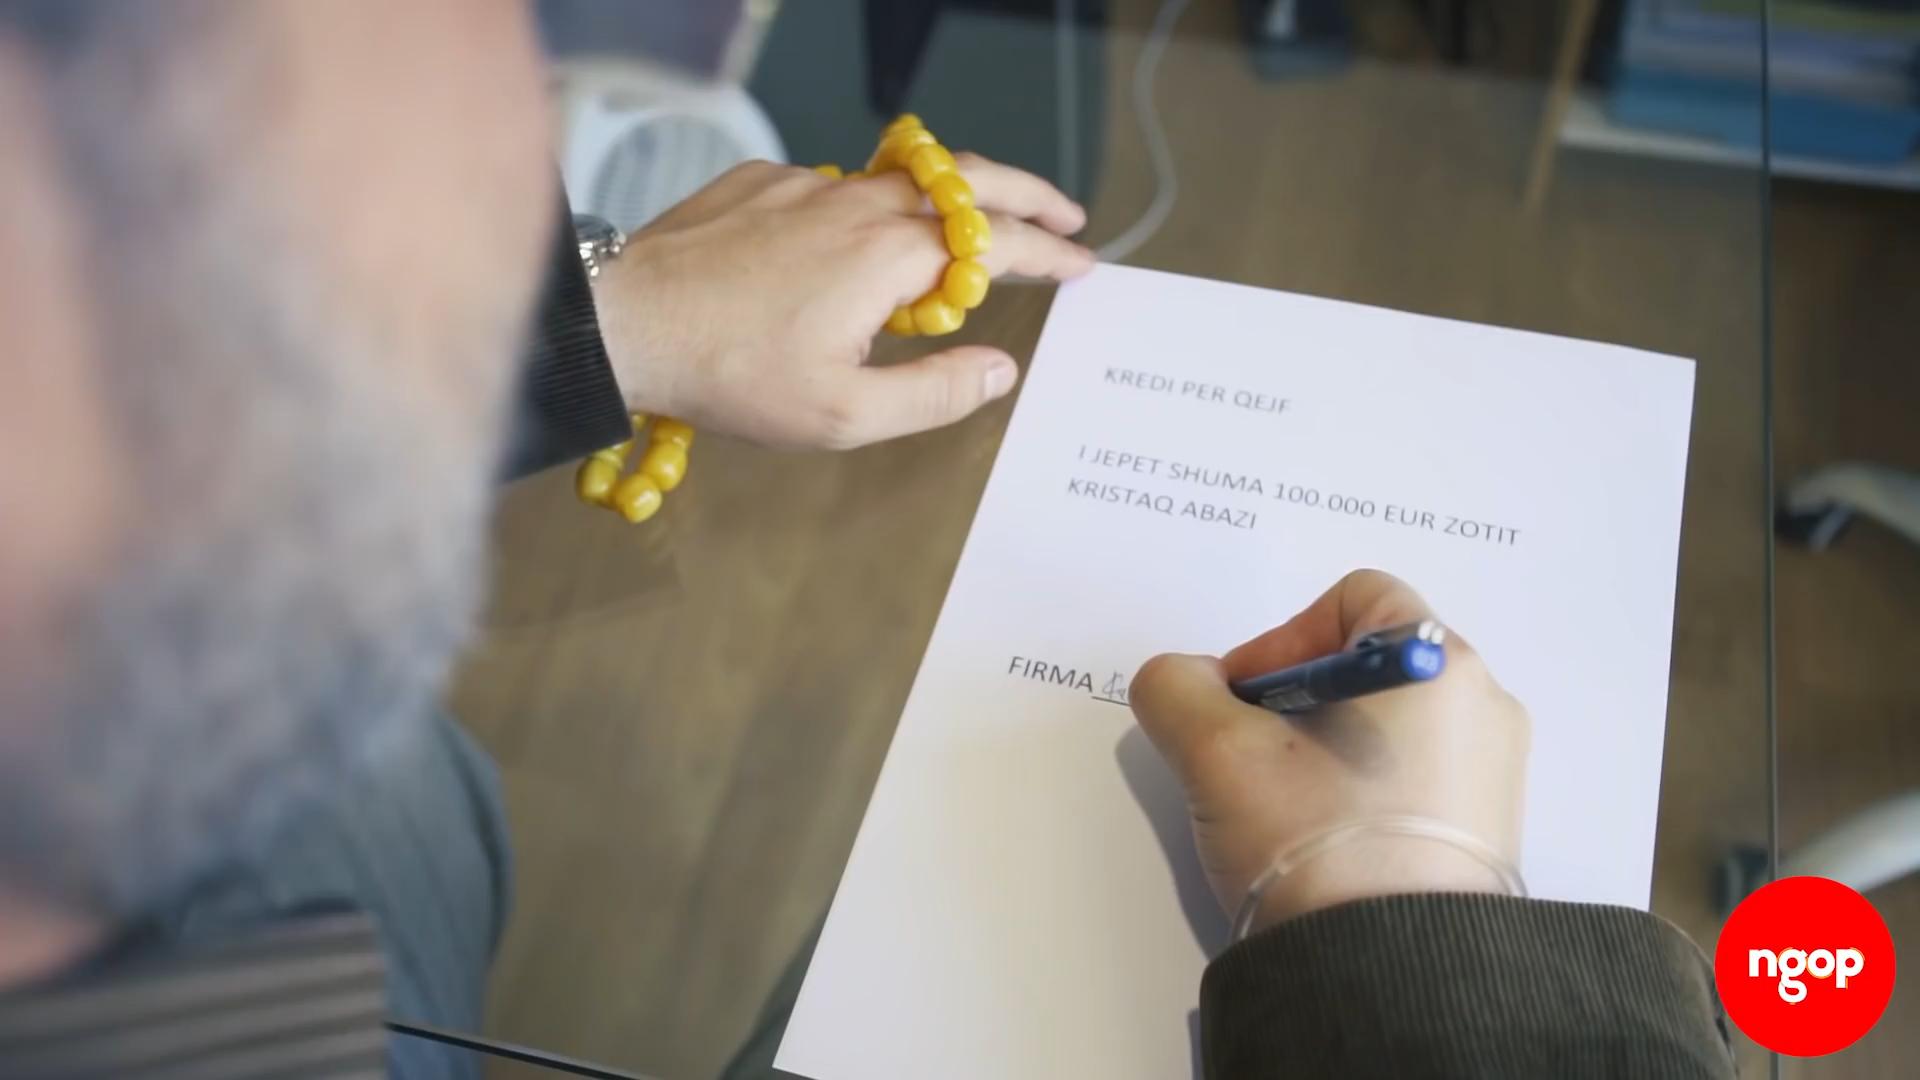 KREDI PER QEJF
I JEPET SHUMA 100.000 EUR ZOTIT
KRISTAQ ABAZI
FIRMA
ngop